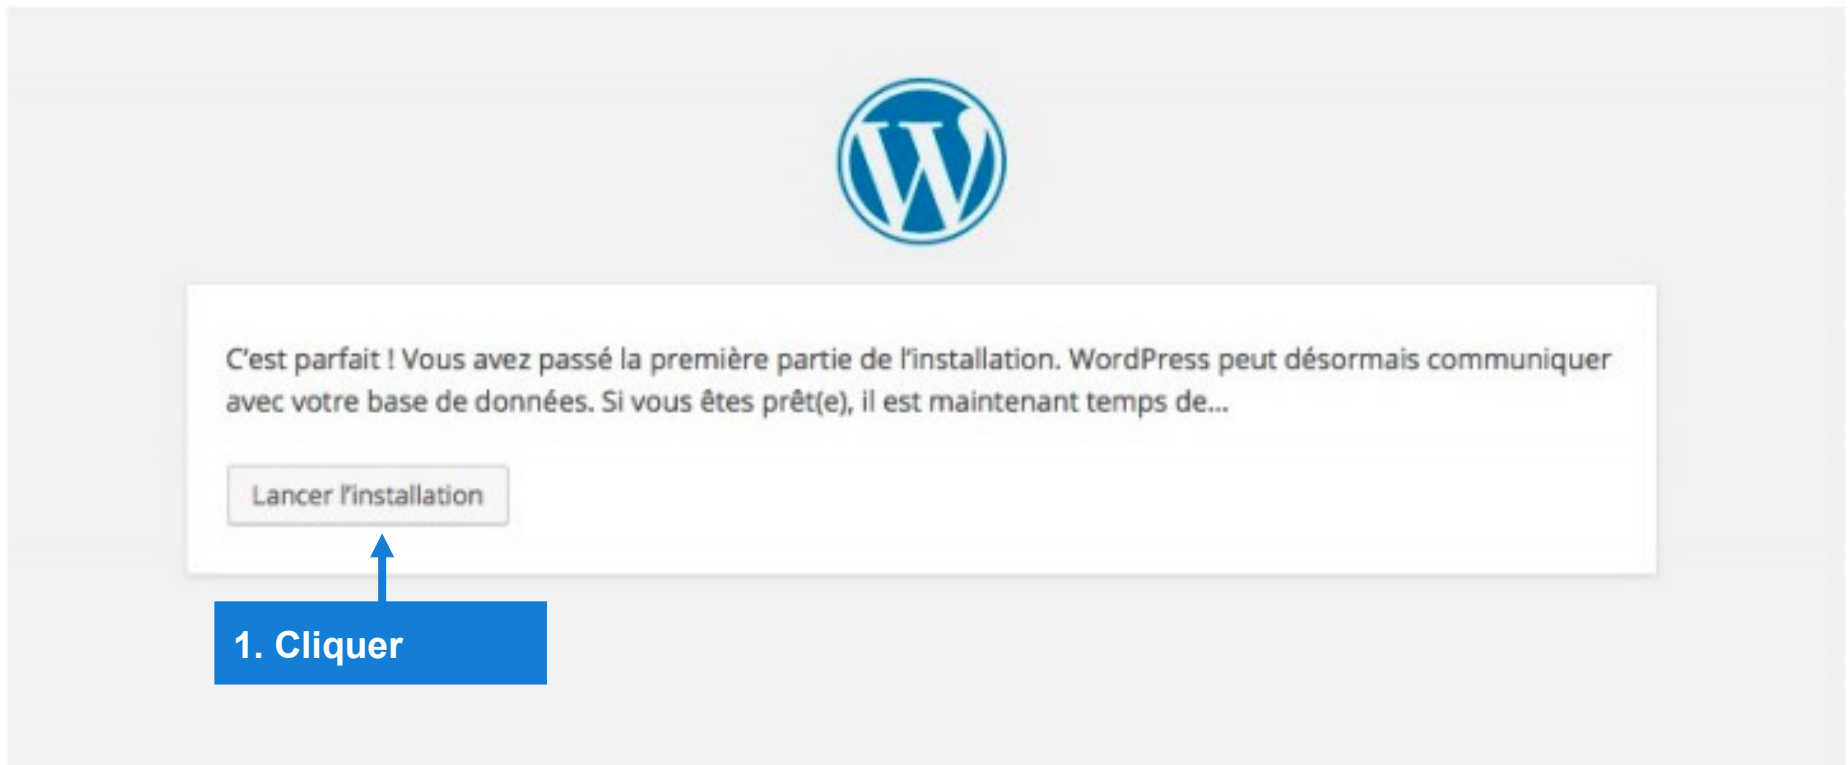 C’est parfait ! Vous avez passé la première partie de l’installation. WordPress peut désormais communiquer
avec votre base de données. Si vous êtes prêt(e), il est maintenant temps de…
Lancer l’installation
1. Cliquer